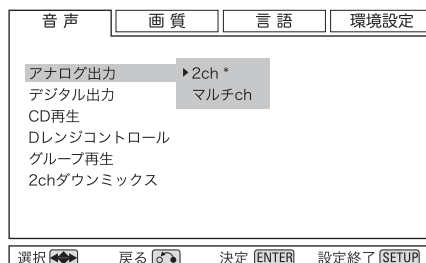 音声 画質 言語 環境設定
アナログ出力 ▶2ch *
デジタル出力 マルチch
CD再生
Dレンジコントロール
グループ再生
2chダウンミックス
選択 戻る 決定 ENTER 設定終了 SETUP